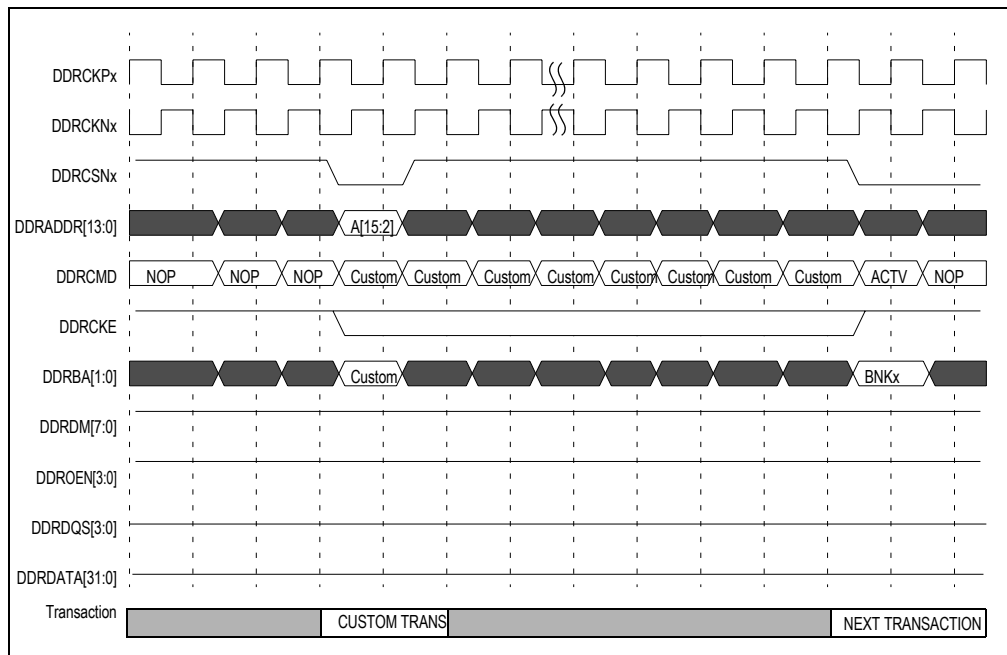 DDRCKPx
DDRCKNx
DDRCSNx
DDRADDR[13:0] A[15:2]
DDRCMD NOP NOP NOP Custom Custom Custom Custom Custom Custom Custom Custom ACTV NOP
DDRCKE
DDRBA[1:0] Custom BNKx
DDRDM[7:0]
DDROEN[3:0]
DDRDQS[3:0]
DDRDATA[31:0]
Transaction CUSTOM TRANS NEXT TRANSACTION